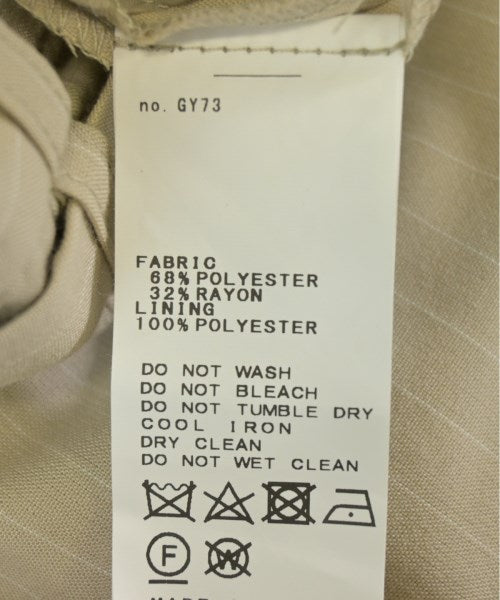 no. GY73
FABRIC
68% POLYESTER
32% RAYON
LINING
100% POLYESTER
DO NOT WASH
DO NOT BLEACH
DO NOT TUMBLE DRY
COOL IRON
DRY CLEAN
DO NOT WET CLEAN
F W